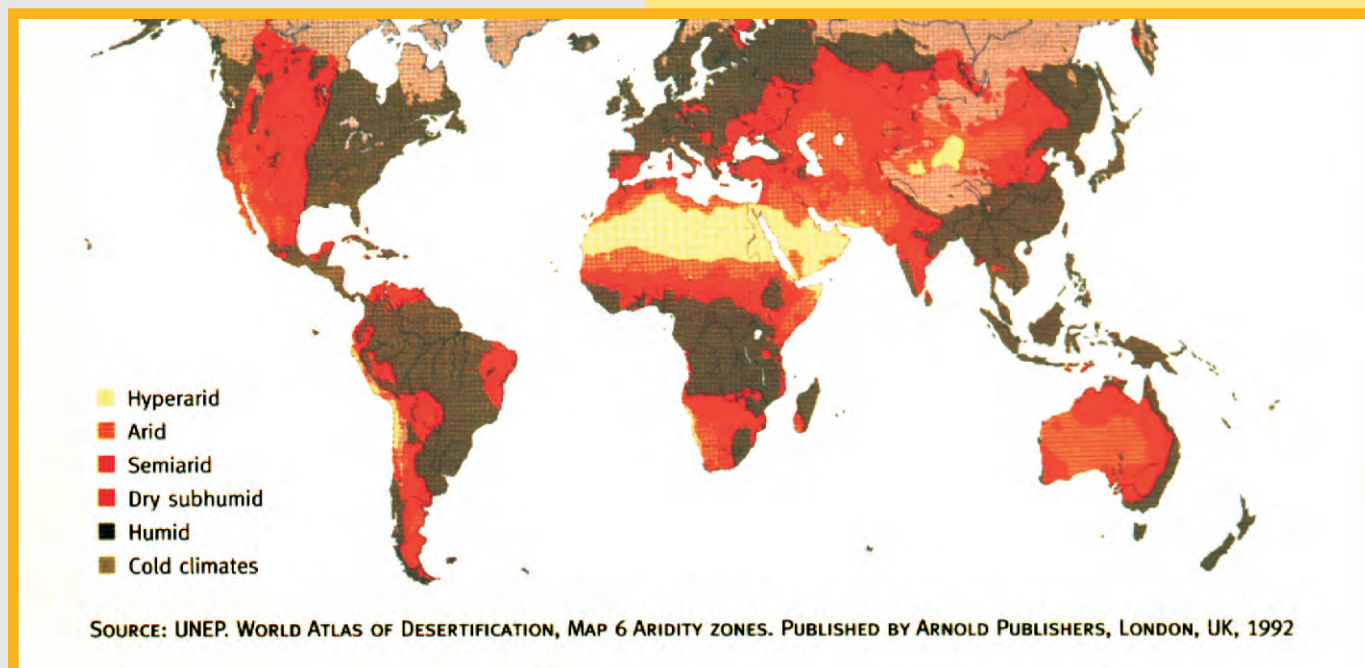 Hyperarid
Arid
Semiarid
Dry subhumid
Humid
Cold climates
SOURCE: UNEP. WORLD ATLAS OF DESERTIFICATION, MAP 6 ARIDITY ZONES. PUBLISHED BY ARNOLD PUBLISHERS, LONDON, UK, 1992